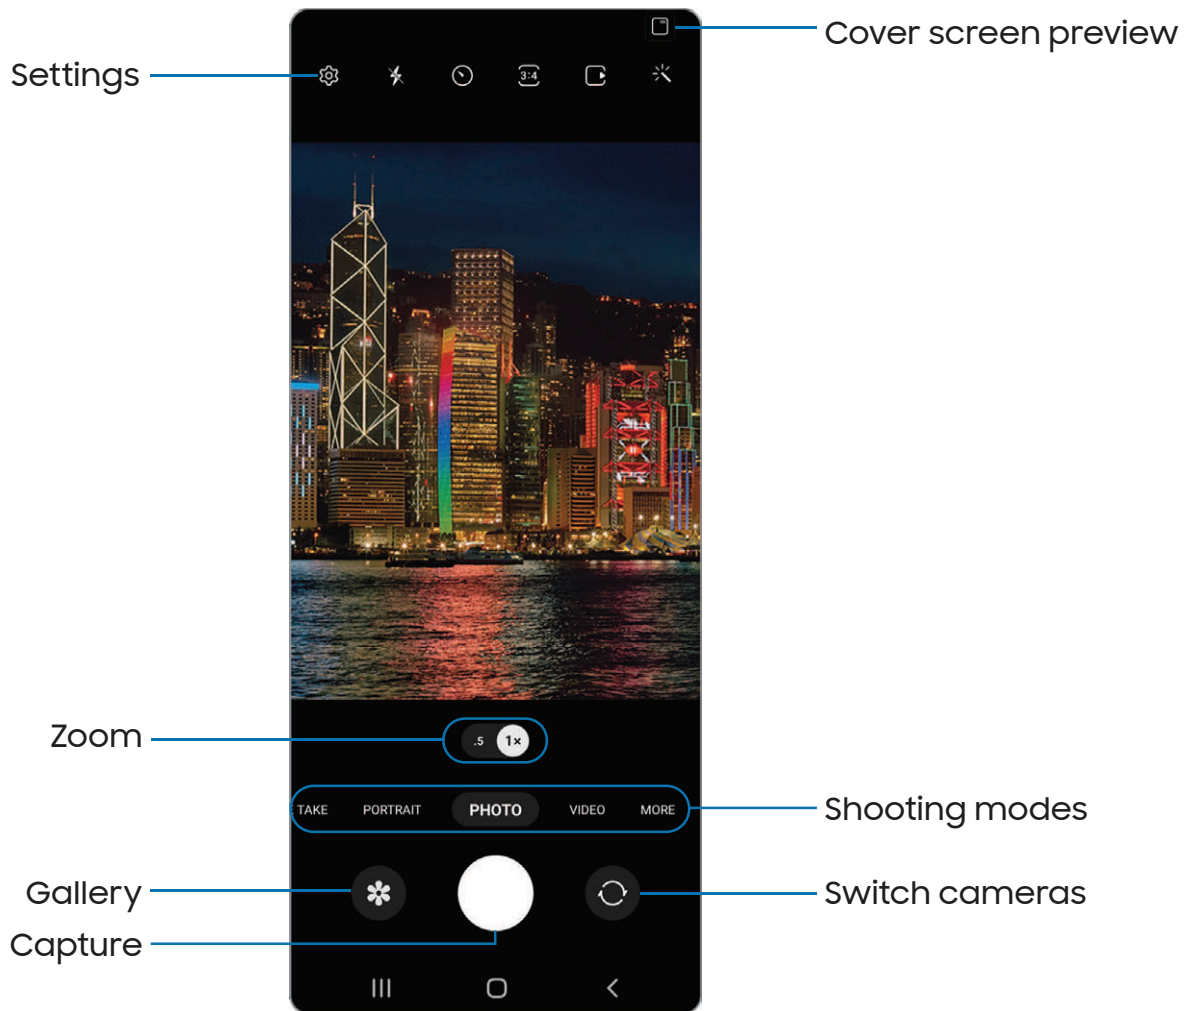 Cover screen preview
Settings
3:4
Zoom
.5 1×
TAKE PORTRAIT PHOTO VIDEO MORE
Shooting modes
Gallery
Switch cameras
Capture